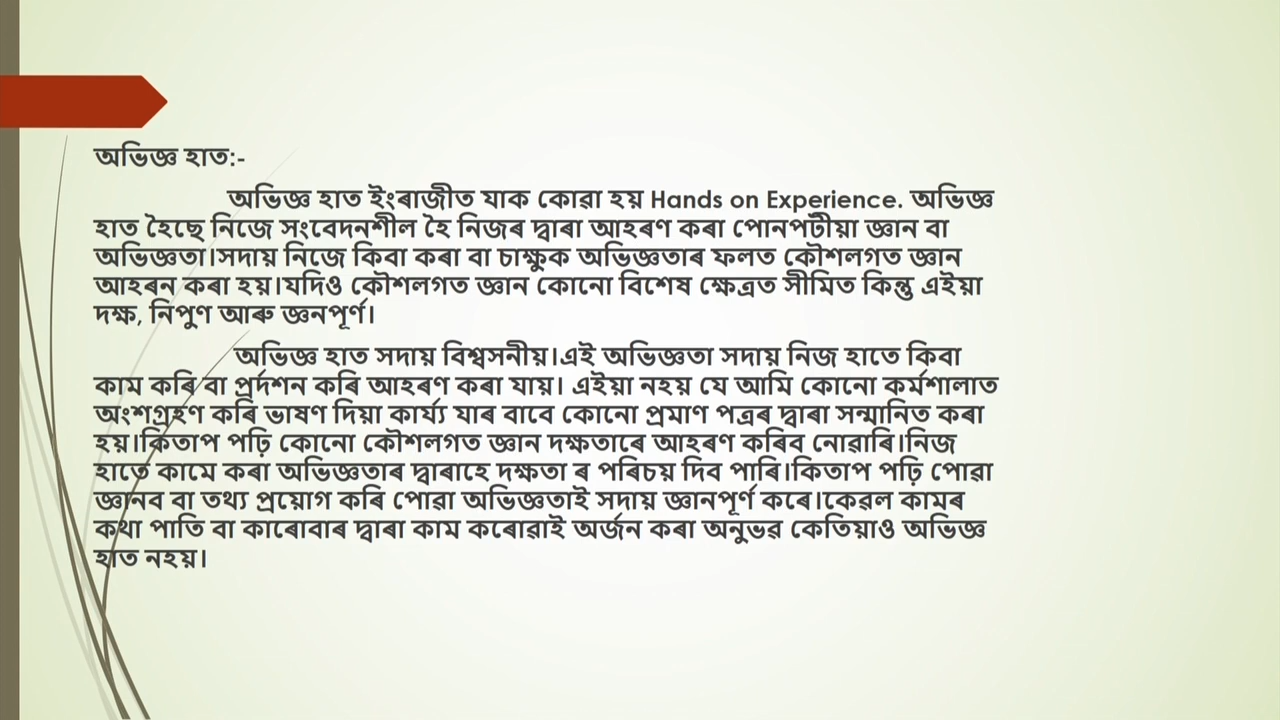 অভিজ্ঞ হাত:-
অভিজ্ঞ হাত ইংৰাজীত যাক কোৱা হয় Hands on Experience. অভিজ্ঞ
হাত হৈছে নিজে সংবেদনশীল হৈ নিজৰ দ্বাৰা আহৰণ কৰা পোনপটীয়া জ্ঞান বা
অভিজ্ঞতা।সদায় নিজে কিবা কৰা বা চাক্ষুক অভিজ্ঞতাৰ ফলত কৌশলগত জ্ঞান
আহৰন কৰা হয়।যদিও কৌশলগত জ্ঞান কোনো বিশেষ ক্ষেত্ৰত সীমিত কিন্তু এইয়া
দক্ষ, নিপুণ আৰু জ্ঞনপূৰ্ণ।
অভিজ্ঞ হাত সদায় বিশ্বসনীয়।এই অভিজ্ঞতা সদায় নিজ হাতে কিবা
কাম কৰি বা প্ৰৰ্দশন কৰি আহৰণ কৰা যায়। এইয়া নহয় যে আমি কোনো কৰ্মশালাত
অংশগ্ৰহণ কৰি ভাষণ দিয়া কাৰ্য্য যাৰ বাবে কোনো প্ৰমাণ পত্ৰৰ দ্বাৰা সন্মানিত কৰা
হয়।কিতাপ পঢ়ি কোনো কৌশলগত জ্ঞান দক্ষতাৰে আহৰণ কৰিব নোৱাৰি।নিজ
হাতে কামে কৰা অভিজ্ঞতাৰ দ্বাৰাহে দক্ষতা ৰ পৰিচয় দিব পাৰি।কিতাপ পঢ়ি পোৱা
জ্ঞানব বা তথ্য প্ৰয়োগ কৰি পোৱা অভিজ্ঞতাই সদায় জ্ঞানপূৰ্ণ কৰে।কেৱল কামৰ
কথা পাতি বা কাৰোবাৰ দ্বাৰা কাম কৰোৱাই অৰ্জন কৰা অনুভৱ কেতিয়াও অভিজ্ঞ
হাত নহয়।